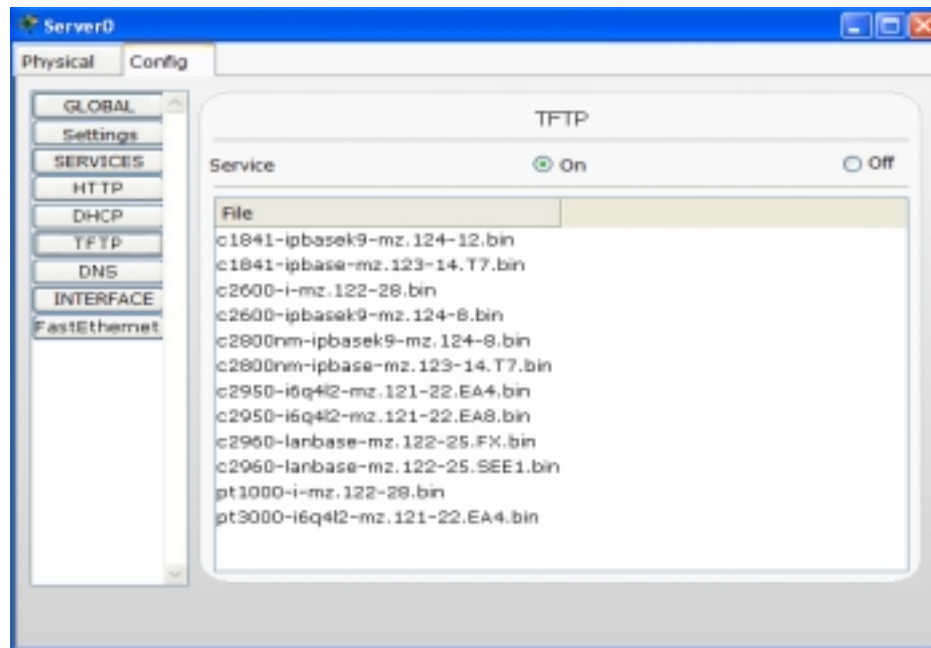 Server0
Physical Config
GLOBAL
Settings
SERVICES
HTTP
DHCP
TFTP
DNS
INTERFACE
FastEthernet
TFTP
Service On Off
File
c1841-ipbasek9-mz.124-12.bin
c1841-ipbase-mz.123-14.T7.bin
c2600-i-mz.122-28.bin
c2600-ipbasek9-mz.124-8.bin
c2800nm-ipbasek9-mz.124-8.bin
c2800nm-ipbase-mz.123-14.T7.bin
c2950-i6q4l2-mz.121-22.EA4.bin
c2950-i6q4l2-mz.121-22.EA8.bin
c2960-lanbase-mz.122-25.FX.bin
c2960-lanbase-mz.122-25.SEE1.bin
pt1000-i-mz.122-28.bin
pt3000-i6q4l2-mz.121-22.EA4.bin